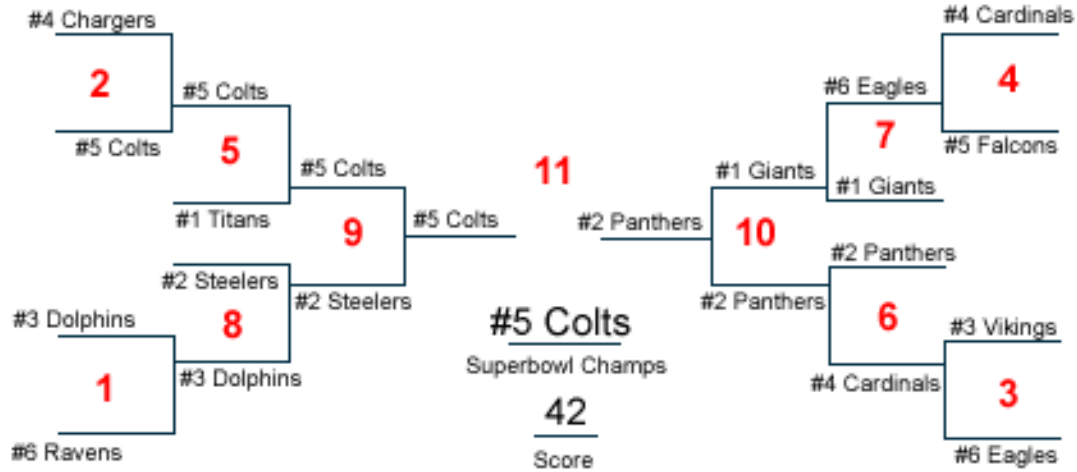 #4 Chargers
#4 Cardinals
2
4
#5 Colts
#6 Eagles
#5 Colts
5
7
#5 Falcons
#5 Colts
11
#1 Giants
#1 Giants
#1 Titans
9
#5 Colts
#2 Panthers
10
#2 Panthers
#2 Steelers
#2 Steelers
#2 Panthers
#3 Dolphins
8
#5 Colts
6
#3 Vikings
Superbowl Champs
1
#3 Dolphins
#4 Cardinals
3
42
#6 Ravens
Score
#6 Eagles